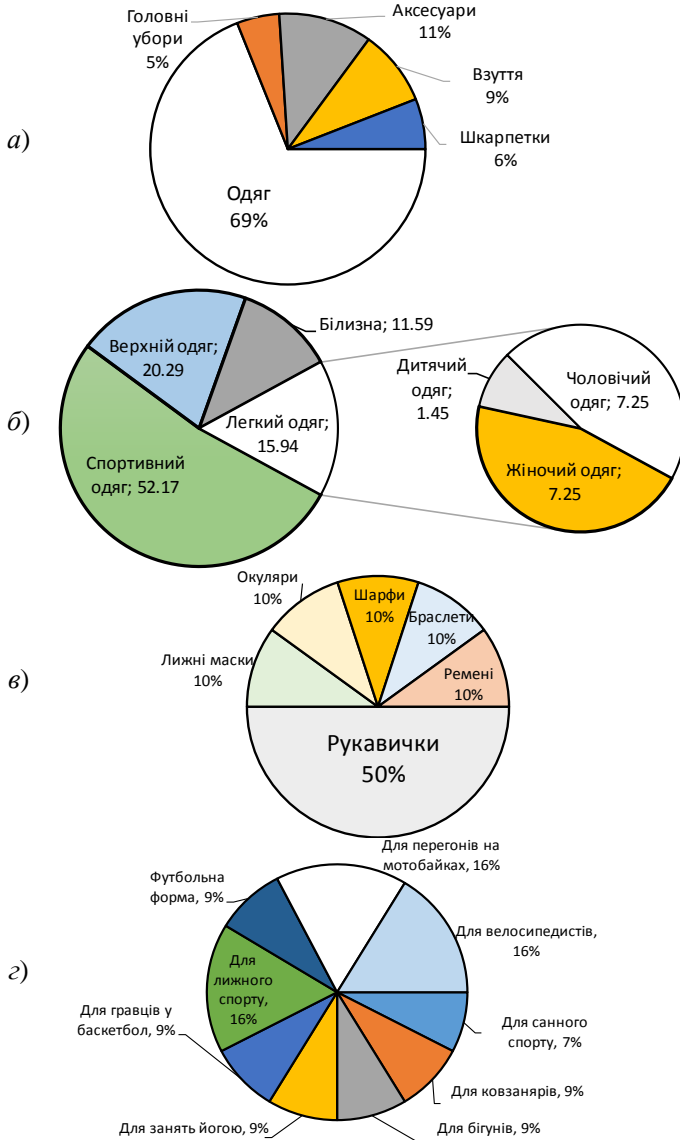 а)
Головні
убори
5%
Аксесуари
11%
Взуття
9%
Шкарпетки
6%
Одяг
69%
б)
Верхній одяг;
20.29
Білизна; 11.59
Легкий одяг;
15.94
Спортивний
одяг; 52.17
Дитячий
одяг;
1.45
Чоловічий
одяг; 7.25
Жіночий одяг;
7.25
в)
Окуляри
10%
Шарфи
10%
Браслети
10%
Лижні маски
10%
Ремені
10%
Рукавички
50%
г)
Для перегонів на
мотобайках, 16%
Футбольна
форма, 9%
Для велосипедистів,
16%
Для
лижного
спорту,
16%
Для гравців у
баскетбол, 9%
Для санного
спорту, 7%
Для ковзанярів, 9%
Для занять йогою, 9%
Для бігунів, 9%